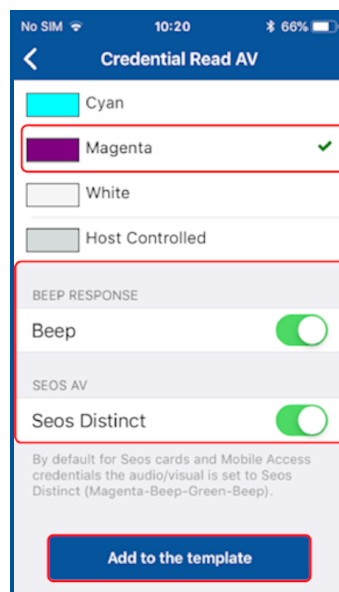 No SIM 10:20 66%
Credential Read AV
Cyan
Magenta
White
Host Controlled
BEEP RESPONSE
Beep
SEOS AV
Seos Distinct
By default for Seos cards and Mobile Access
credentials the audio/visual is set to Seos
Distinct (Magenta-Beep-Green-Beep).
Add to the template